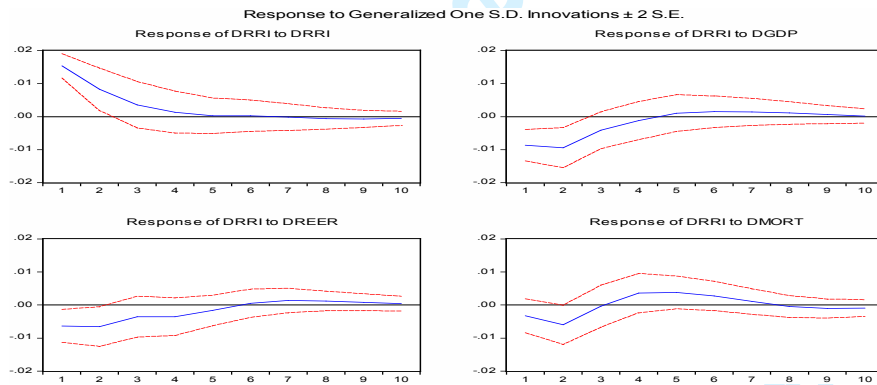 Response to Generalized One S.D. Innovations ± 2 S.E.
Response of DRRI to DRRI
.02
.01
.00
-.01
-.02
1 2 3 4 5 6 7 8 9 10
Response of DRRI to DGDP
.02
.01
.00
-.01
-.02
1 2 3 4 5 6 7 8 9 10
Response of DRRI to DREER
.02
.01
.00
-.01
-.02
1 2 3 4 5 6 7 8 9 10
Response of DRRI to DMORT
.02
.01
.00
-.01
-.02
1 2 3 4 5 6 7 8 9 10